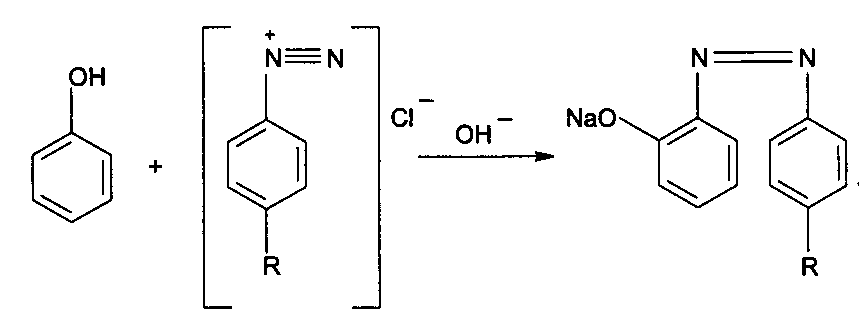 OH
+
+
N≡N
Cl−
R
OH−
NaO
N=N
R
,